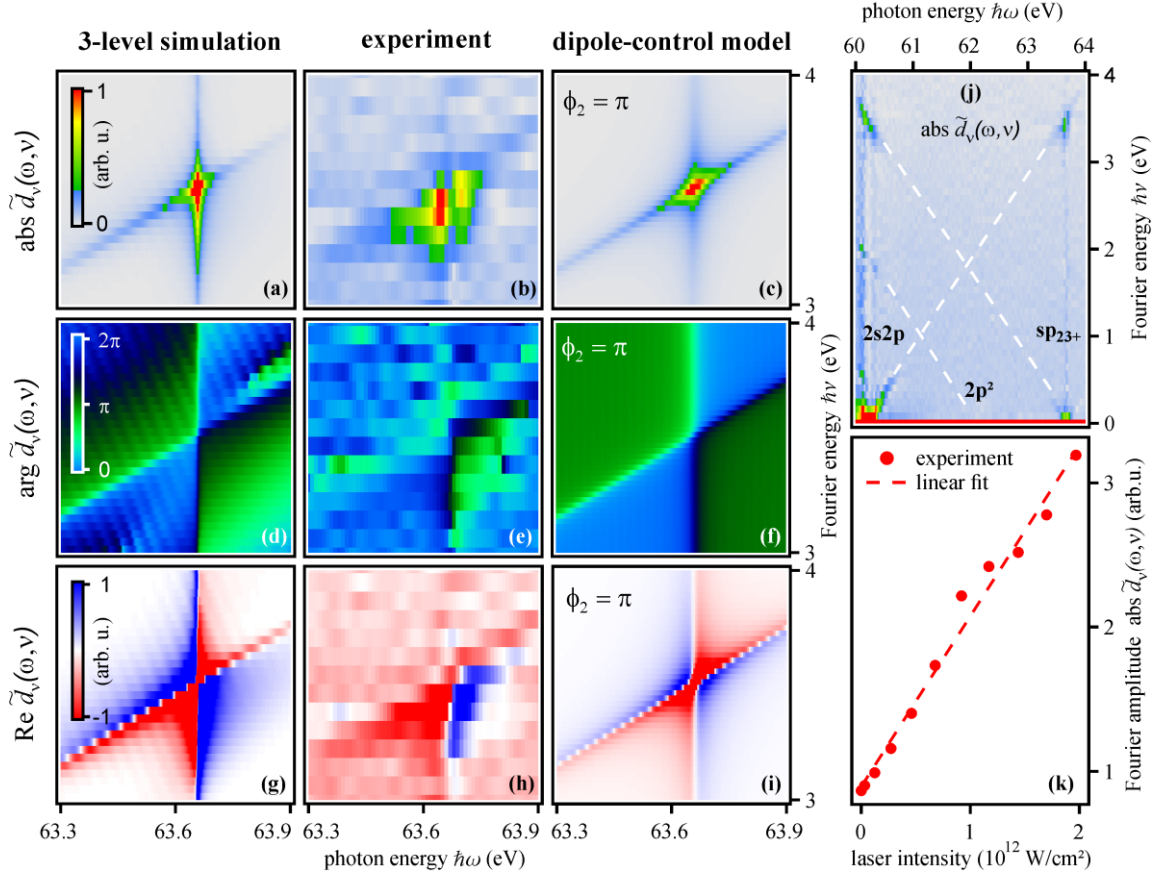 3-level simulation
experiment
dipole-control model
photon energy ħω (eV)
60 61 62 63 64
abs d̃ᵥ(ω,ν)
1
(arb. u.)
0
(a)
(b)
ϕ₂ = π
(c)
4
3
(j)
abs d̃ᵥ(ω,ν)
2s2p
sp₂₃₊
2p²
4
3
2
1
0
Fourier energy hν (eV)
arg d̃ᵥ(ω,ν)
2π
π
0
(d)
(e)
ϕ₂ = π
(f)
4
3
Fourier energy hν (eV)
Re d̃ᵥ(ω,ν)
1
(arb. u.)
-1
(g)
(h)
ϕ₂ = π
(i)
4
3
63.3 63.6 63.9
63.3 63.6 63.9
63.3 63.6 63.9
photon energy ħω (eV)
experiment
linear fit
(k)
3
2
1
Fourier amplitude abs d̃ᵥ(ω,ν) (arb.u.)
0 1 2
laser intensity (10¹² W/cm²)